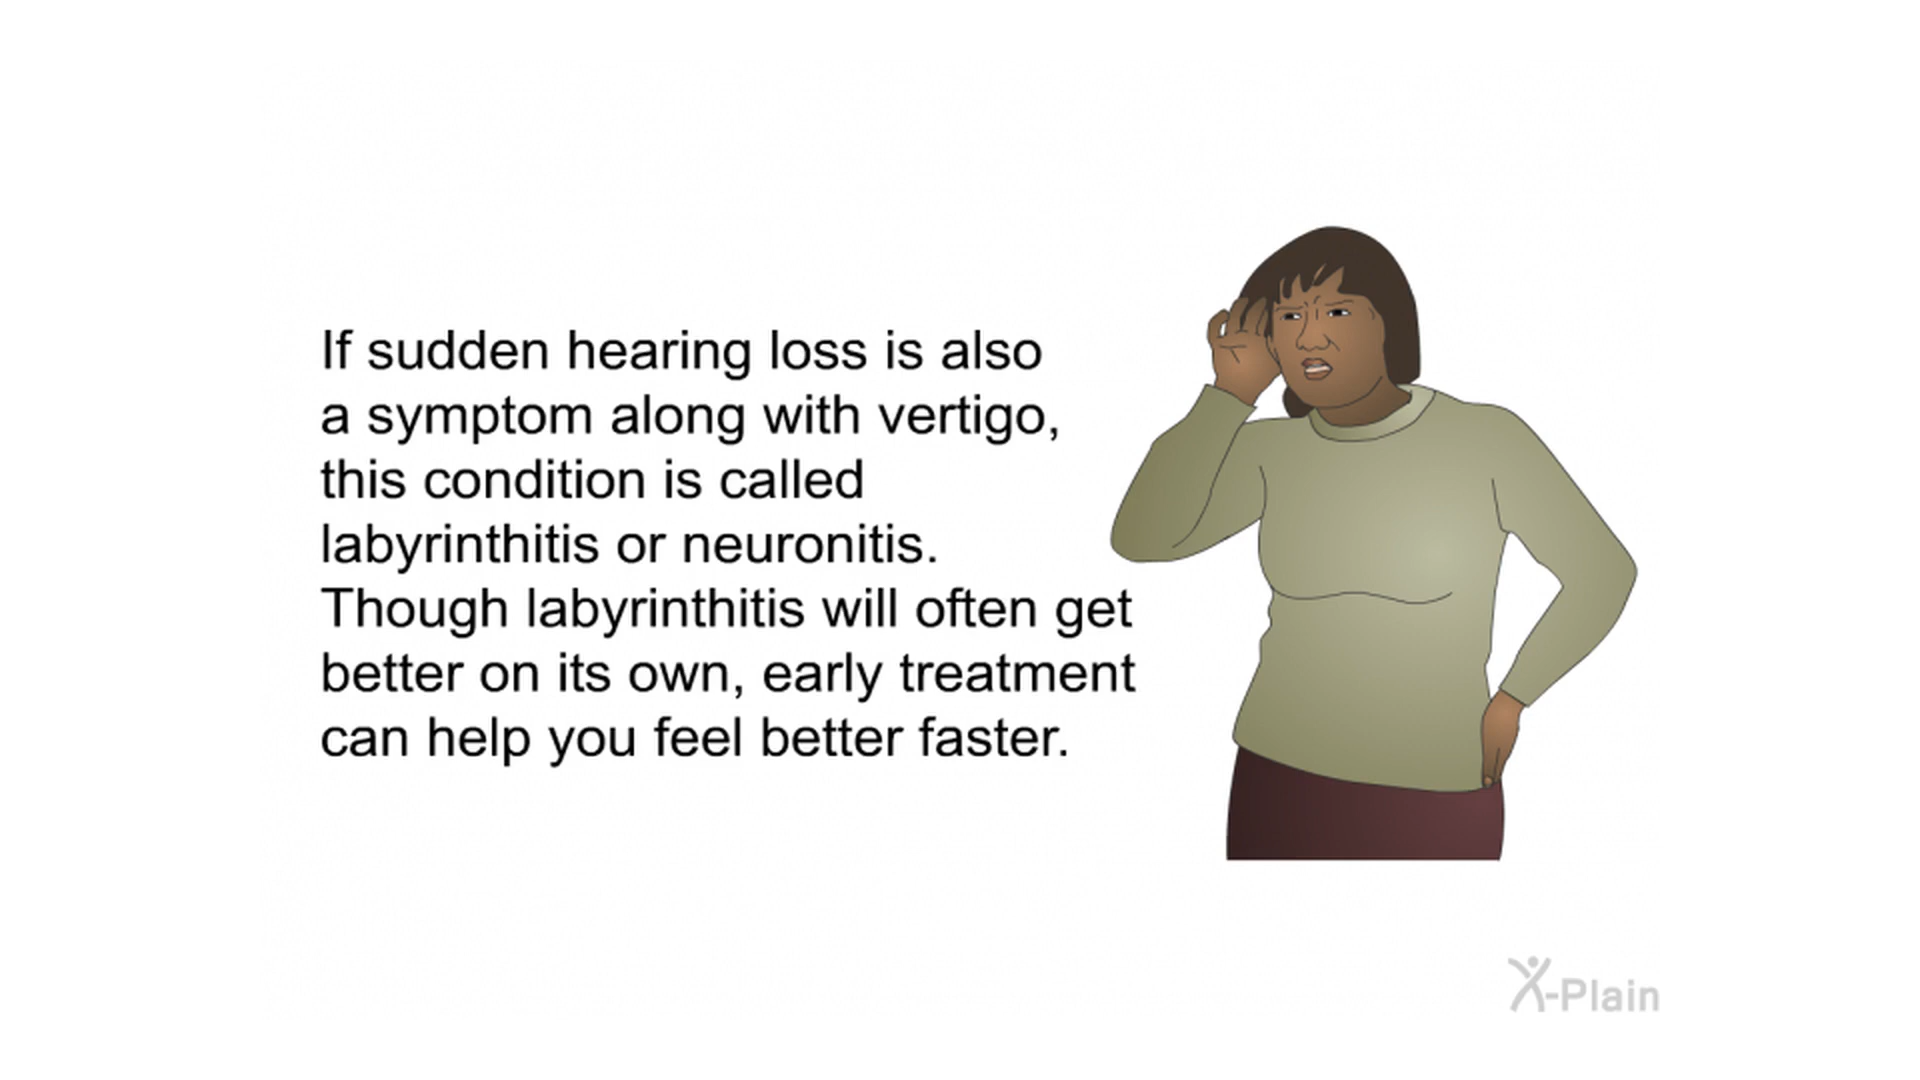 If sudden hearing loss is also
a symptom along with vertigo,
this condition is called
labyrinthitis or neuronitis.
Though labyrinthitis will often get
better on its own, early treatment
can help you feel better faster.
X-Plain